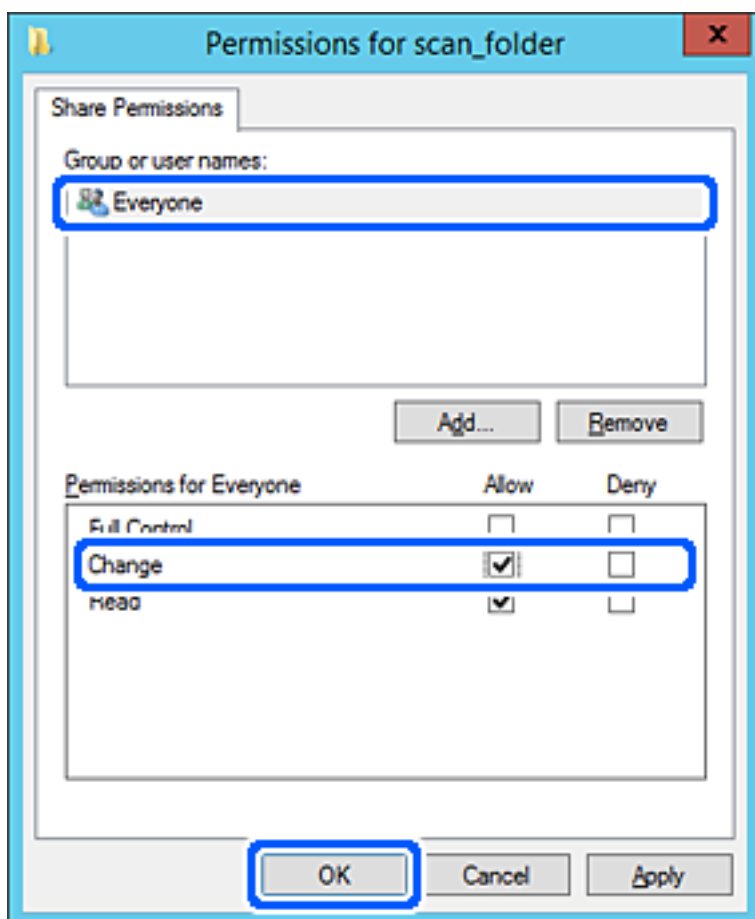 Permissions for scan_folder
Share Permissions
Group or user names:
Everyone
Add... Remove
Permissions for Everyone Allow Deny
Full Control
Change
Read
OK Cancel Apply